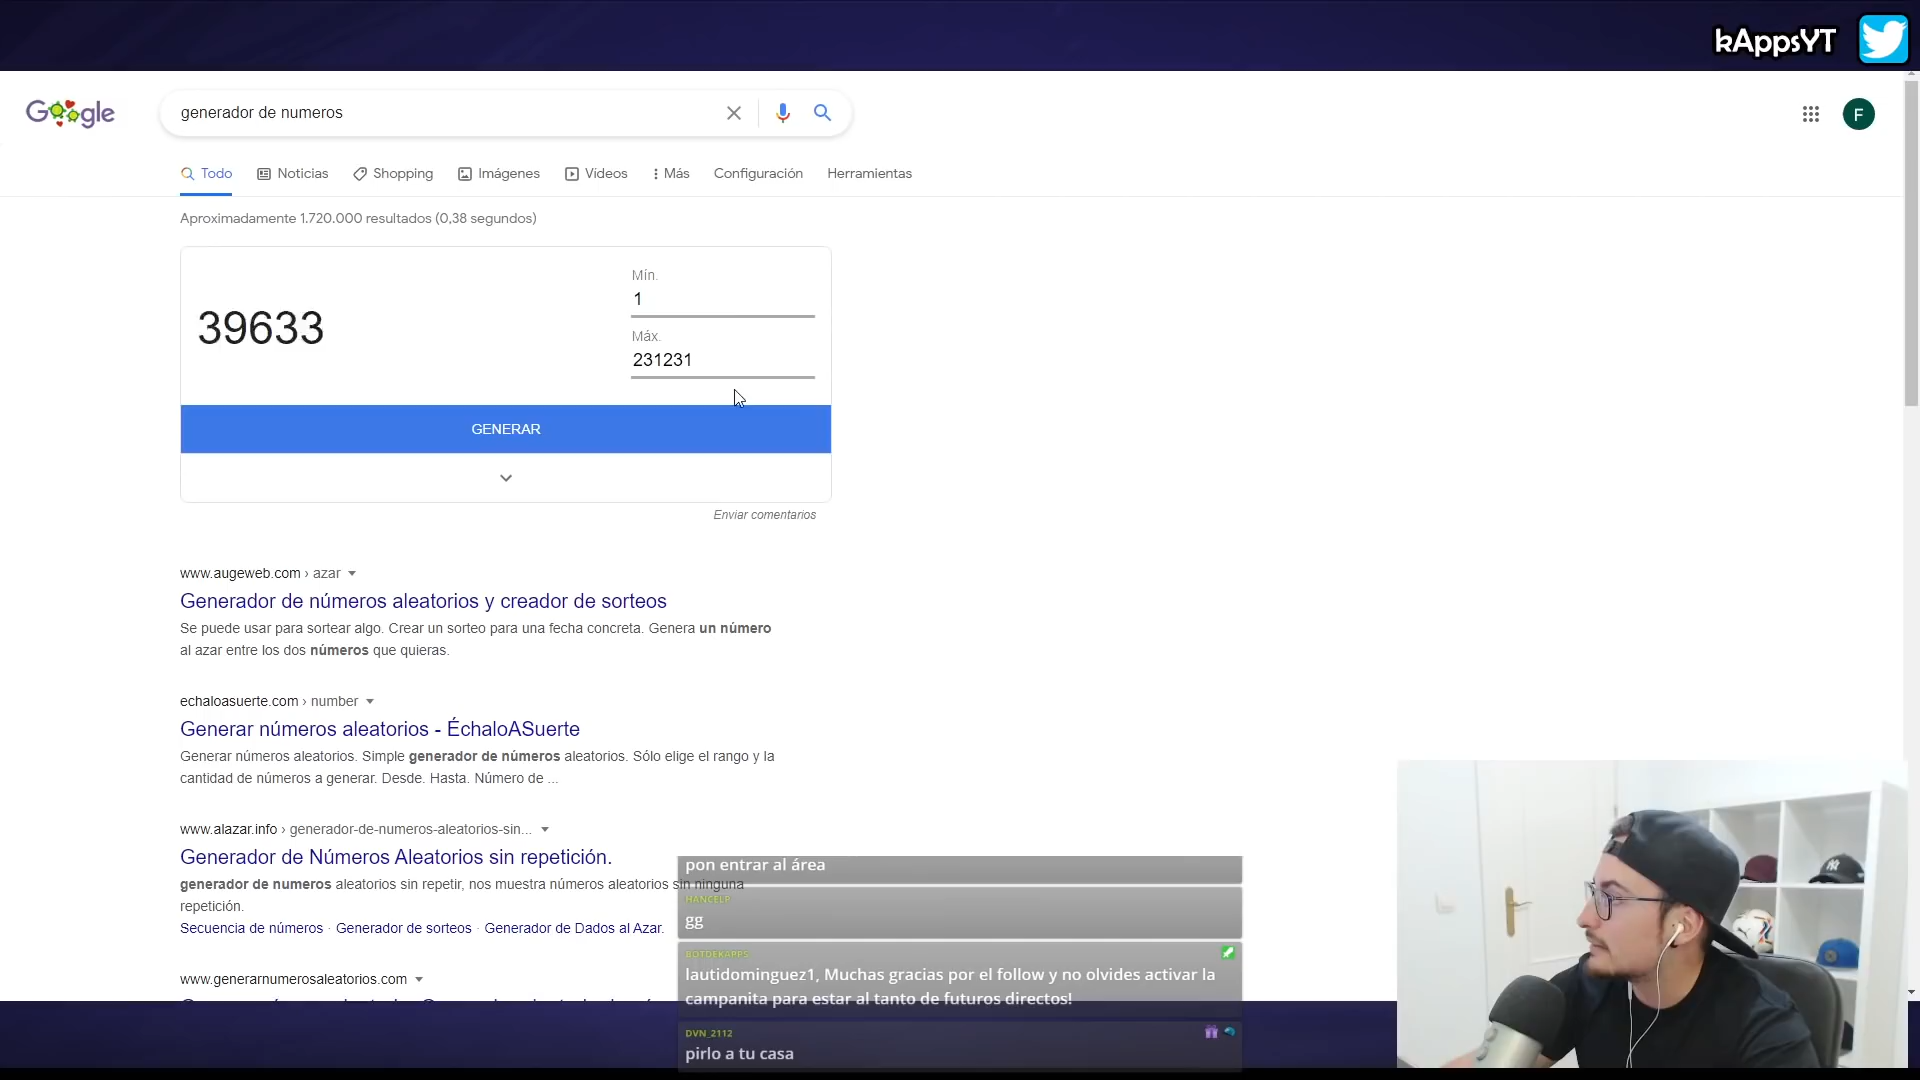 kAppsYT
Google
generador de numeros
F
Todo
Noticias
Shopping
Imágenes
Vídeos
Más
Configuración
Herramientas
Aproximadamente 1.720.000 resultados (0,38 segundos)
39633
Mín.
1
Máx.
231231
GENERAR
Enviar comentarios
www.augeweb.com › azar
Generador de números aleatorios y creador de sorteos
Se puede usar para sortear algo. Crear un sorteo para una fecha concreta. Genera un número
al azar entre los dos números que quieras.
echaloasuerte.com › number
Generar números aleatorios - ÉchaloASuerte
Generar números aleatorios. Simple generador de números aleatorios. Sólo elige el rango y la
cantidad de números a generar. Desde. Hasta. Número de ...
www.alazar.info › generador-de-numeros-aleatorios-sin...
Generador de Números Aleatorios sin repetición.
generador de numeros aleatorios sin repetir, nos muestra números aleatorios sin ninguna
repetición.
Secuencia de números · Generador de sorteos · Generador de Dados al Azar.
www.generarnumerosaleatorios.com
pon entrar al área
HANCELP
gg
BOTDEKAPPS
lautidominguez1, Muchas gracias por el follow y no olvides activar la
campanita para estar al tanto de futuros directos!
DVN_2112
pirlo a tu casa